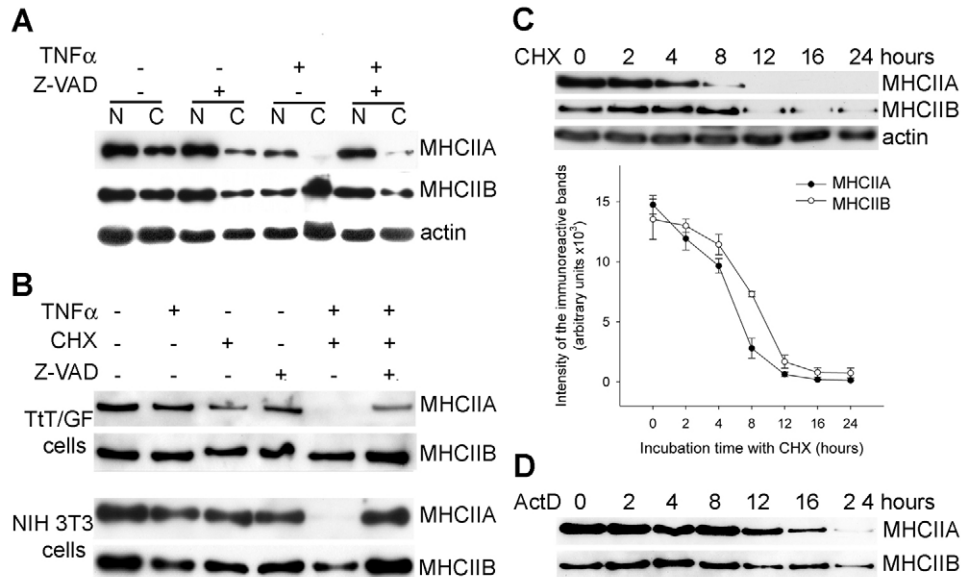 A
TNFα - - + +
Z-VAD - + - +
N C N C N C N C
MHCIIA
MHCIIB
actin
B
TNFα - + - - + +
CHX - - + - + +
Z-VAD - - - + - +
TtT/GF cells
MHCIIA
MHCIIB
NIH 3T3 cells
MHCIIA
MHCIIB
C
CHX 0 2 4 8 12 16 24 hours
MHCIIA
MHCIIB
actin
Intensity of the immunoreactive bands
(arbitrary units x10³)
15
10
5
0
MHCIIA
MHCIIB
0 2 4 8 12 16 24
Incubation time with CHX (hours)
D
ActD 0 2 4 8 12 16 2 4 hours
MHCIIA
MHCIIB